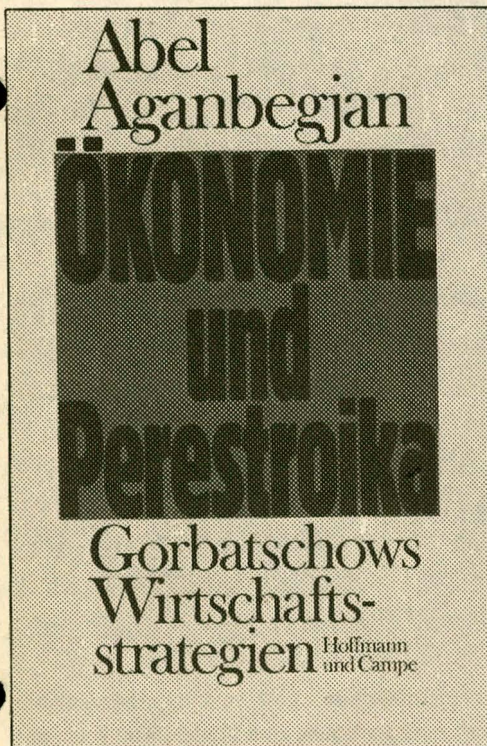 Abel
Aganbegjan
ÖKONOMIE
und
Perestroika
Gorbatschows
Wirtschafts-
strategien Hoffmann
und Campe